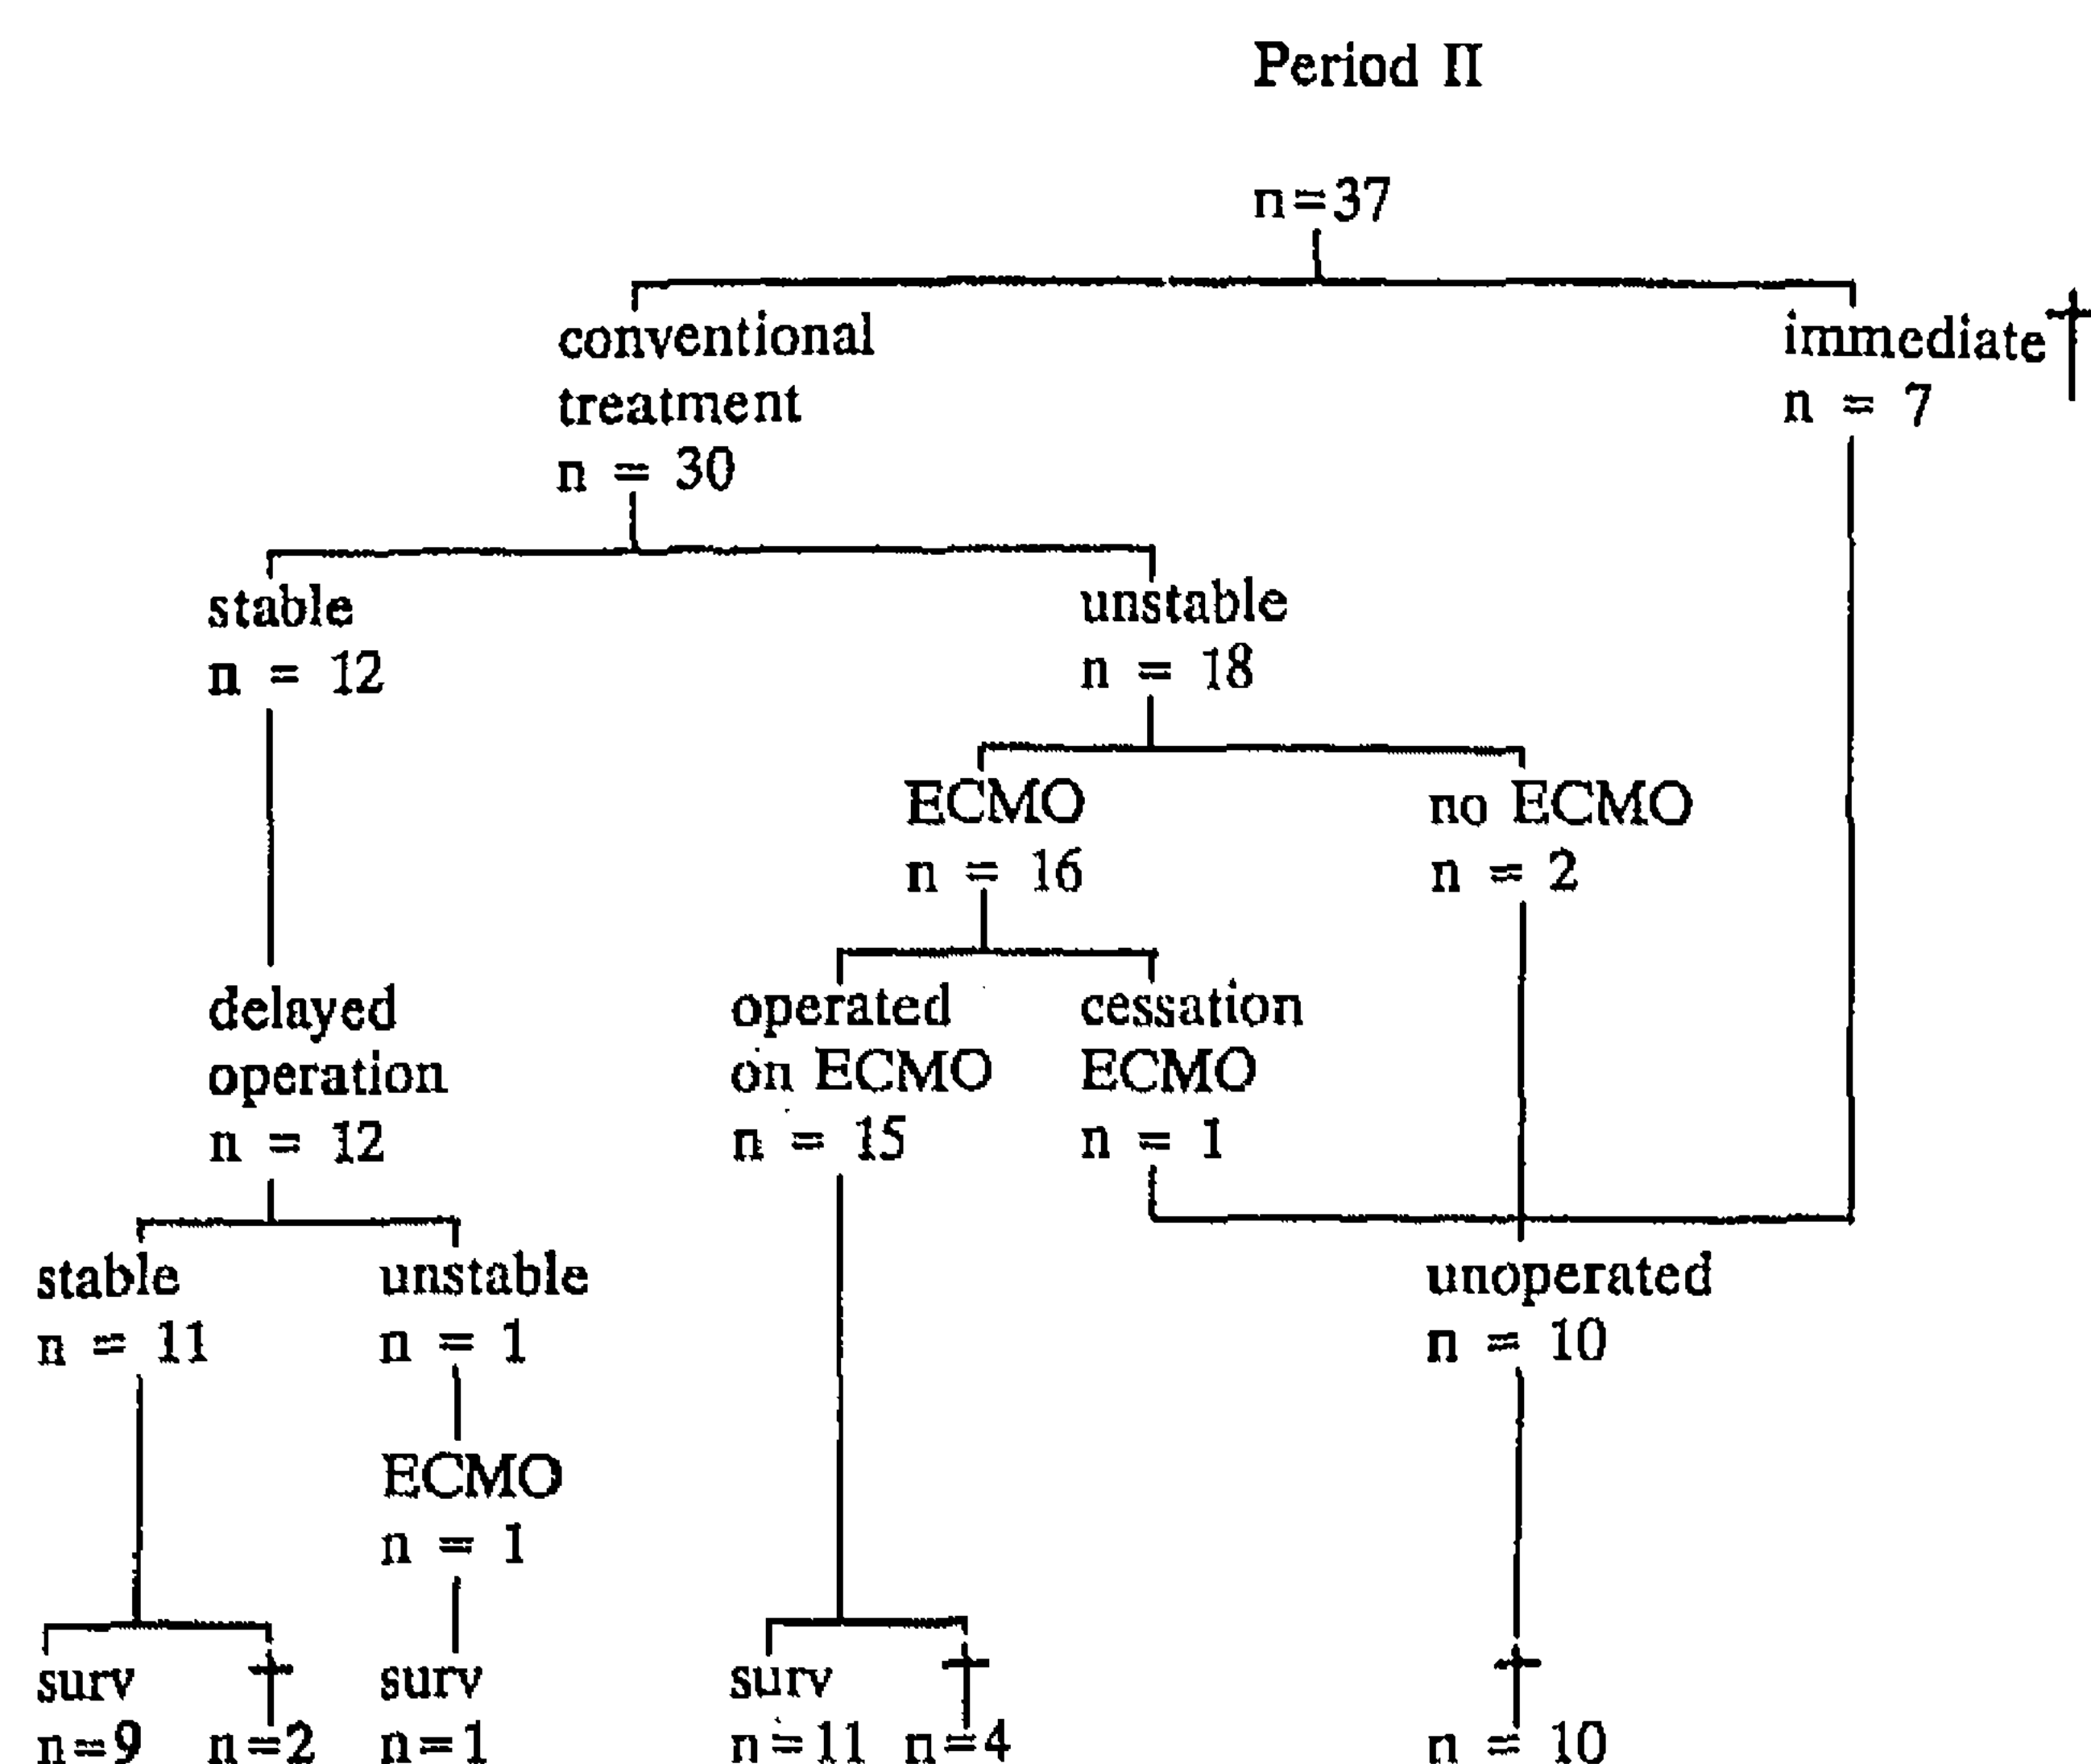 Period II
n=37
conventional
treatment
n = 30
immediate †
n = 7
stable
n = 12
unstable
n = 18
ECMO
n = 16
no ECMO
n = 2
delayed
operation
n = 12
operated
on ECMO
n = 15
cessation
ECMO
n = 1
stable
n = 11
unstable
n = 1
unoperated
n = 10
ECMO
n = 1
surv
n=9
†
n=2
surv
n=1
surv
n=11
†
n=4
†
n = 10